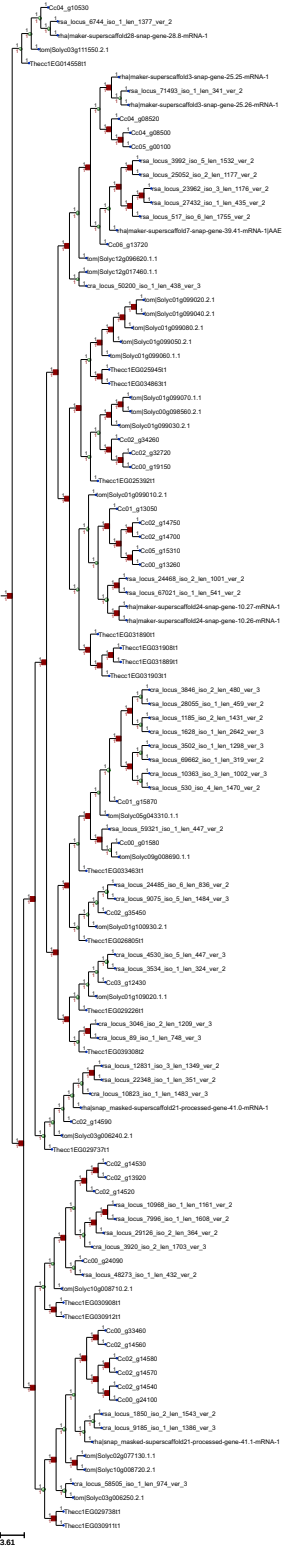 Cc04_g10530
rsa_locus_6744_iso_1_len_1377_ver_2
rha|maker-superscaffold28-snap-gene-28.8-mRNA-1
tom|Solyc03g111550.2.1
Thecc1EG014558t1
rha|maker-superscaffold3-snap-gene-25.25-mRNA-1
rsa_locus_71493_iso_1_len_341_ver_2
rha|maker-superscaffold3-snap-gene-25.26-mRNA-1
Cc04_g08520
Cc04_g08500
Cc05_g00100
rsa_locus_3992_iso_5_len_1532_ver_2
rsa_locus_25052_iso_2_len_1177_ver_2
rsa_locus_23962_iso_3_len_1176_ver_2
rsa_locus_27432_iso_1_len_435_ver_2
rsa_locus_517_iso_6_len_1755_ver_2
rha|maker-superscaffold7-snap-gene-39.41-mRNA-1|AAE
Cc06_g13720
tom|Solyc12g096620.1.1
tom|Solyc12g017460.1.1
cra_locus_50200_iso_1_len_438_ver_3
tom|Solyc01g099020.2.1
tom|Solyc01g099040.2.1
tom|Solyc01g099080.2.1
tom|Solyc01g099050.2.1
tom|Solyc01g099060.1.1
Thecc1EG025945t1
Thecc1EG034863t1
tom|Solyc01g099070.1.1
tom|Solyc00g098560.2.1
tom|Solyc01g099030.2.1
Cc02_g34260
Cc02_g32720
Cc00_g19150
Thecc1EG025392t1
tom|Solyc01g099010.2.1
Cc01_g13050
Cc02_g14750
Cc02_g14700
Cc05_g15310
Cc00_g13260
rsa_locus_24468_iso_2_len_1001_ver_2
rsa_locus_67021_iso_1_len_541_ver_2
rha|maker-superscaffold24-snap-gene-10.27-mRNA-1
rha|maker-superscaffold24-snap-gene-10.26-mRNA-1
Thecc1EG031890t1
Thecc1EG031908t1
Thecc1EG031889t1
Thecc1EG031903t1
cra_locus_3846_iso_2_len_480_ver_3
rsa_locus_28055_iso_1_len_459_ver_2
rsa_locus_1185_iso_2_len_1431_ver_2
cra_locus_1628_iso_1_len_2642_ver_3
cra_locus_3502_iso_1_len_1298_ver_3
rsa_locus_69662_iso_1_len_319_ver_2
cra_locus_10363_iso_3_len_1002_ver_3
rsa_locus_530_iso_4_len_1470_ver_2
Cc01_g15870
tom|Solyc05g043310.1.1
rsa_locus_59321_iso_1_len_447_ver_2
Cc00_g01580
tom|Solyc09g008690.1.1
Thecc1EG033463t1
rsa_locus_24485_iso_6_len_836_ver_2
cra_locus_9075_iso_5_len_1484_ver_3
Cc02_g35450
tom|Solyc01g100930.2.1
Thecc1EG026805t1
cra_locus_4530_iso_5_len_447_ver_3
rsa_locus_3534_iso_1_len_324_ver_2
Cc03_g12430
tom|Solyc01g109020.1.1
Thecc1EG029226t1
cra_locus_3046_iso_2_len_1209_ver_3
cra_locus_89_iso_1_len_748_ver_3
Thecc1EG039308t2
rsa_locus_12831_iso_3_len_1349_ver_2
rsa_locus_22348_iso_1_len_351_ver_2
cra_locus_10823_iso_1_len_1483_ver_3
rha|snap_masked-superscaffold21-processed-gene-41.0-mRNA-1
Cc02_g14590
tom|Solyc03g006240.2.1
Thecc1EG029737t1
Cc02_g14530
Cc02_g13920
Cc02_g14520
rsa_locus_10968_iso_1_len_1161_ver_2
rsa_locus_7996_iso_1_len_1608_ver_2
rsa_locus_29126_iso_2_len_364_ver_2
cra_locus_3920_iso_2_len_1703_ver_3
Cc00_g24090
rsa_locus_48273_iso_1_len_432_ver_2
tom|Solyc10g008710.2.1
Thecc1EG030908t1
Thecc1EG030912t1
Cc00_g33460
Cc02_g14560
Cc02_g14580
Cc02_g14570
Cc02_g14540
Cc00_g24100
rsa_locus_1850_iso_2_len_1543_ver_2
cra_locus_9185_iso_1_len_1386_ver_3
rha|snap_masked-superscaffold21-processed-gene-41.1-mRNA-1
tom|Solyc02g077130.1.1
tom|Solyc10g008720.2.1
cra_locus_58505_iso_1_len_974_ver_3
tom|Solyc03g006250.2.1
Thecc1EG029738t1
Thecc1EG030911t1
3.61